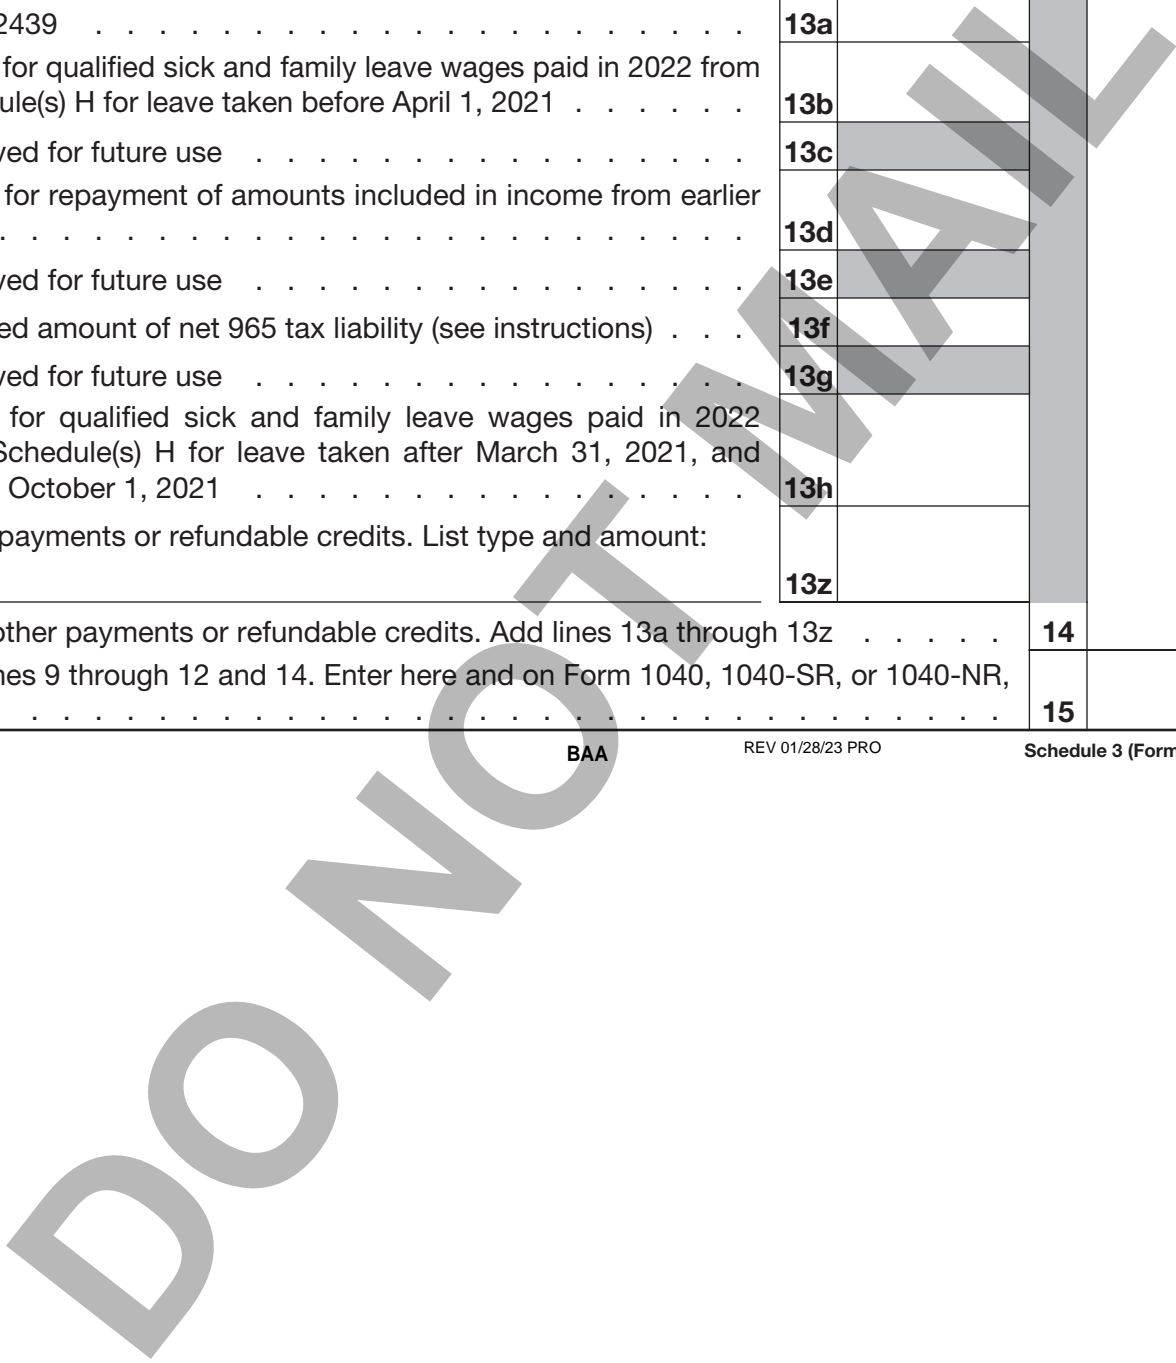 2439 . . . . . . . . . . . . . . . . . . . . . 13a
for qualified sick and family leave wages paid in 2022 from
ule(s) H for leave taken before April 1, 2021 . . . . . . 13b
ved for future use . . . . . . . . . . . . . . . . 13c
for repayment of amounts included in income from earlier
. . . . . . . . . . . . . . . . . . . . . . . . 13d
ved for future use . . . . . . . . . . . . . . . . 13e
ed amount of net 965 tax liability (see instructions) . . . 13f
ved for future use . . . . . . . . . . . . . . . . 13g
for qualified sick and family leave wages paid in 2022
Schedule(s) H for leave taken after March 31, 2021, and
October 1, 2021 . . . . . . . . . . . . . . . . 13h
payments or refundable credits. List type and amount:
13z
other payments or refundable credits. Add lines 13a through 13z . . . . . 14
nes 9 through 12 and 14. Enter here and on Form 1040, 1040-SR, or 1040-NR,
. . . . . . . . . . . . . . . . . . . . . . . . . . . . . . . 15
BAA REV 01/28/23 PRO Schedule 3 (Form
DO NOT MAIL